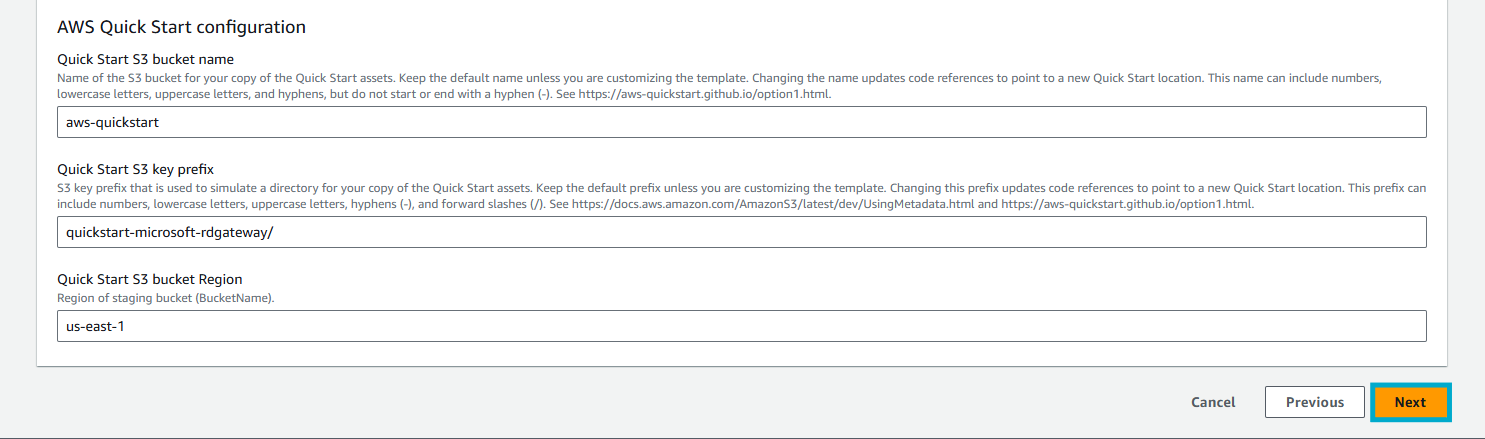 AWS Quick Start configuration
Quick Start S3 bucket name
Name of the S3 bucket for your copy of the Quick Start assets. Keep the default name unless you are customizing the template. Changing the name updates code references to point to a new Quick Start location. This name can include numbers,
lowercase letters, uppercase letters, and hyphens, but do not start or end with a hyphen (-). See https://aws-quickstart.github.io/option1.html.
aws-quickstart
Quick Start S3 key prefix
S3 key prefix that is used to simulate a directory for your copy of the Quick Start assets. Keep the default prefix unless you are customizing the template. Changing this prefix updates code references to point to a new Quick Start location. This prefix can
include numbers, lowercase letters, uppercase letters, hyphens (-), and forward slashes (/). See https://docs.aws.amazon.com/AmazonS3/latest/dev/UsingMetadata.html and https://aws-quickstart.github.io/option1.html.
quickstart-microsoft-rdgateway/
Quick Start S3 bucket Region
Region of staging bucket (BucketName).
us-east-1
Cancel Previous Next